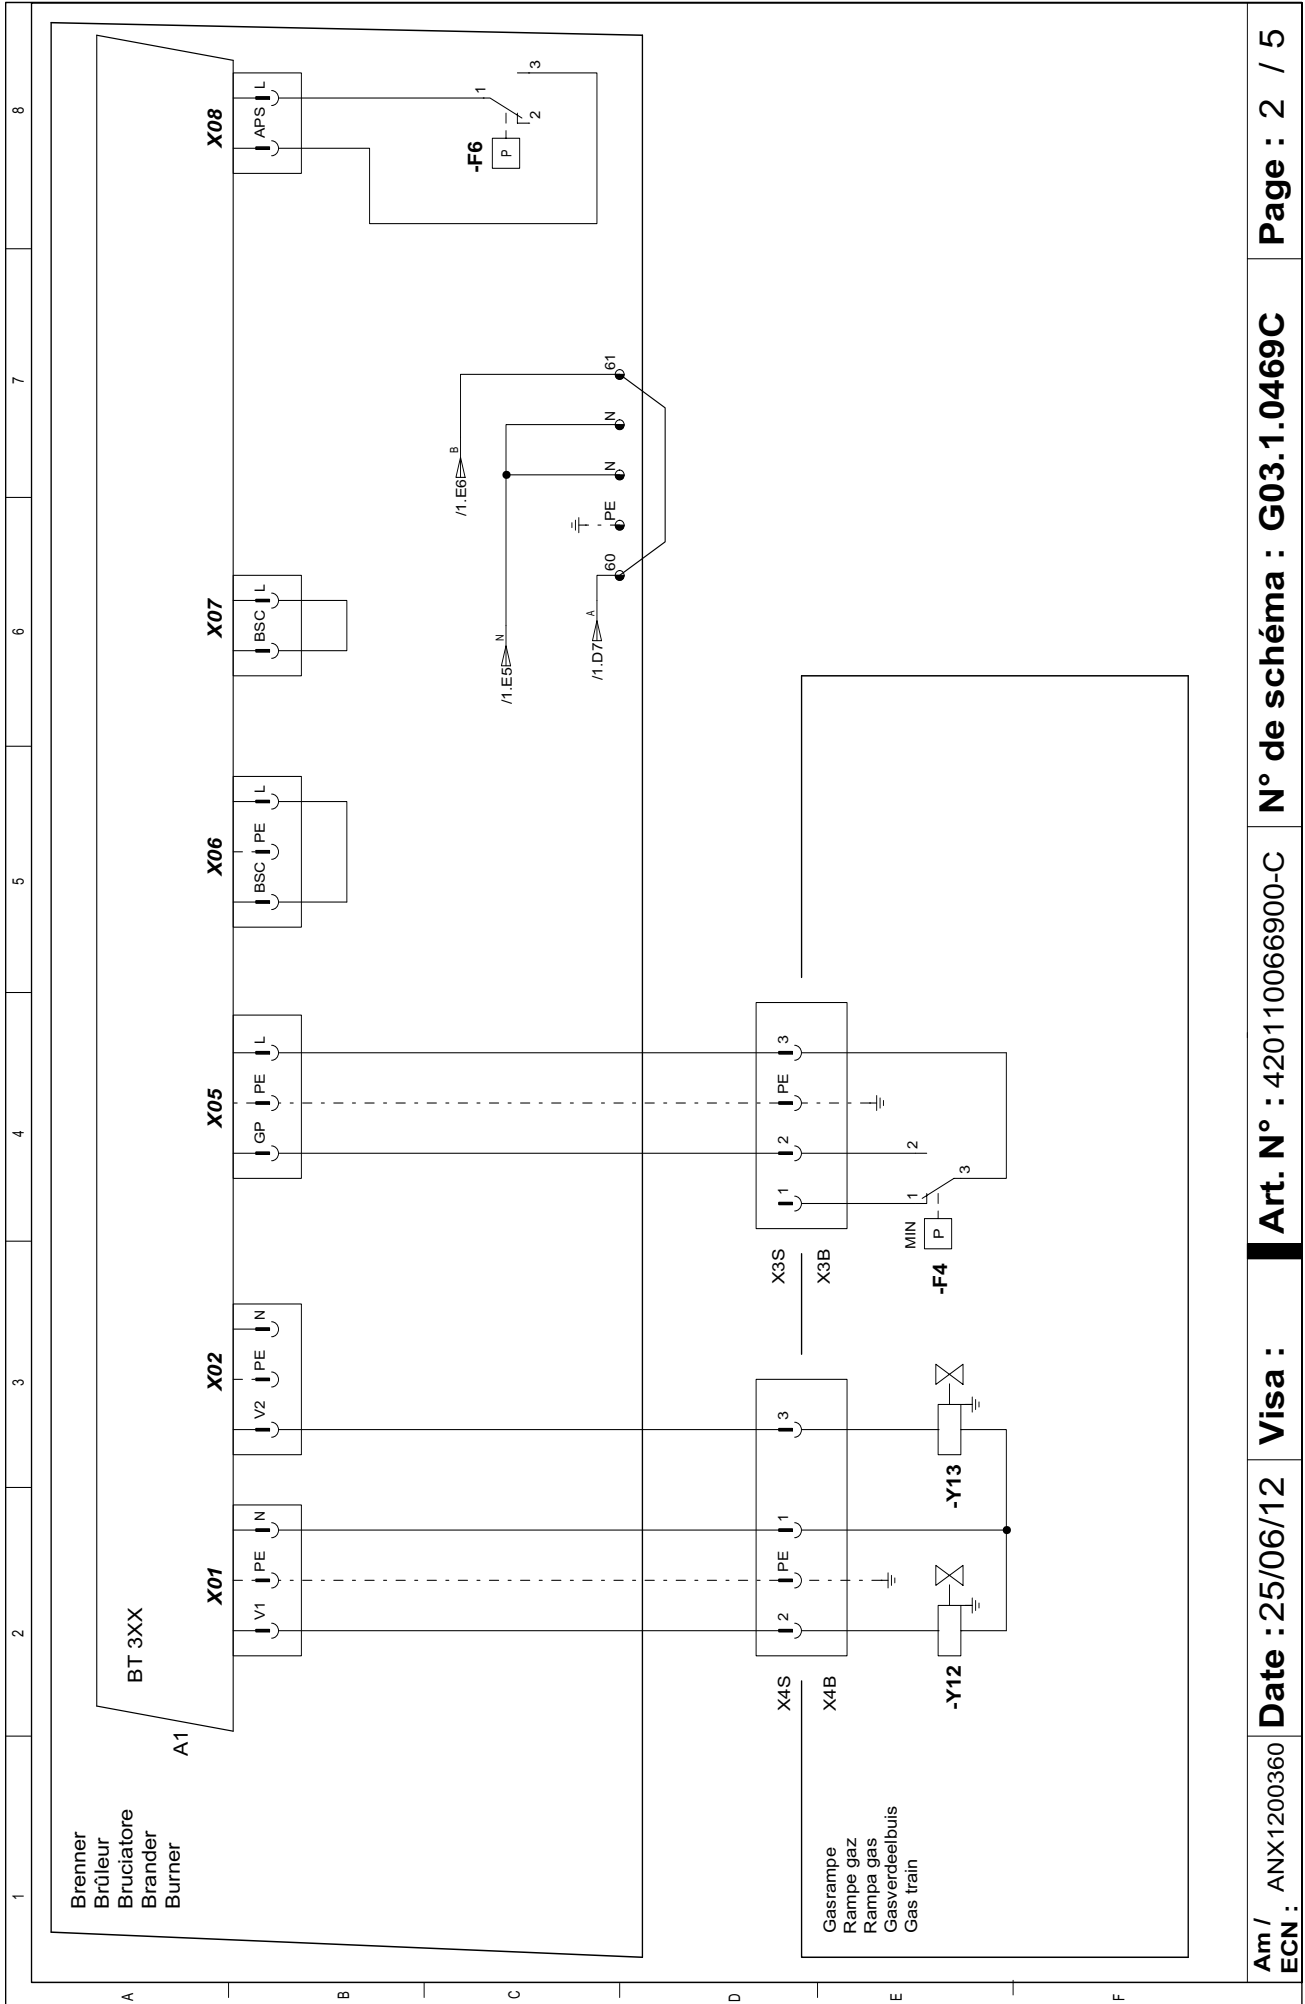 1 2 3 4 5 6 7 8
A
B
C
D
E
F
Brenner
Brûleur
Bruciatore
Brander
Burner
A1
BT 3XX
X01
V1 PE N
X02
V2 PE N
X05
GP PE L
X06
BSC PE L
X07
BSC L
X08
APS L
-F6
P
1
2
3
/1.E5 N
/1.D7 A
/1.E6 B
60 PE N N 61
X4S
X4B
2 PE 1 3
X3S
X3B
1 2 PE 3
Gasrampe
Rampe gaz
Rampa gas
Gasverdeelbuis
Gas train
-Y12
-Y13
-F4
MIN
P
1
2
3
Am /
ECN : ANX1200360
Date : 25/06/12
Visa :
Art. N° : 420110066900-C
N° de schéma : G03.1.0469C
Page : 2 / 5